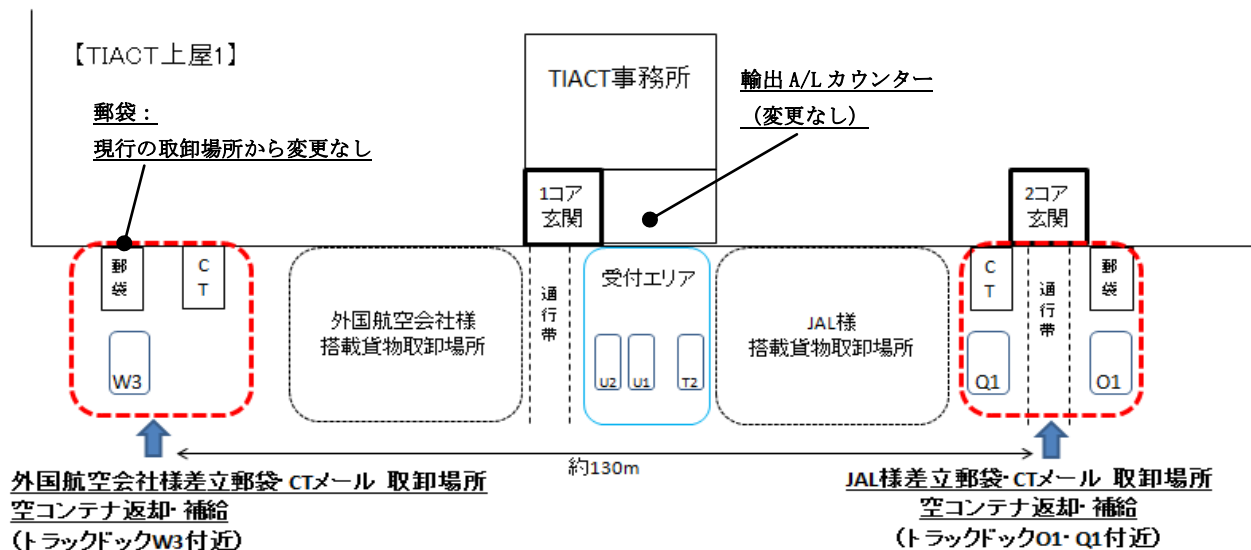 【TIACT上屋1】
郵袋：
現行の取卸場所から変更なし
TIACT事務所
輸出 A/L カウンター
（変更なし）
1コア
玄関
2コア
玄関
郵袋
CT
W3
外国航空会社様
搭載貨物取卸場所
通行帯
受付エリア
U2
U1
T2
JAL様
搭載貨物取卸場所
CT
Q1
通行帯
郵袋
O1
約130m
外国航空会社様差立郵袋・CTメール 取卸場所
空コンテナ返却・補給
（トラックドックW3付近）
JAL様差立郵袋・CTメール 取卸場所
空コンテナ返却・補給
（トラックドックO1・Q1付近）